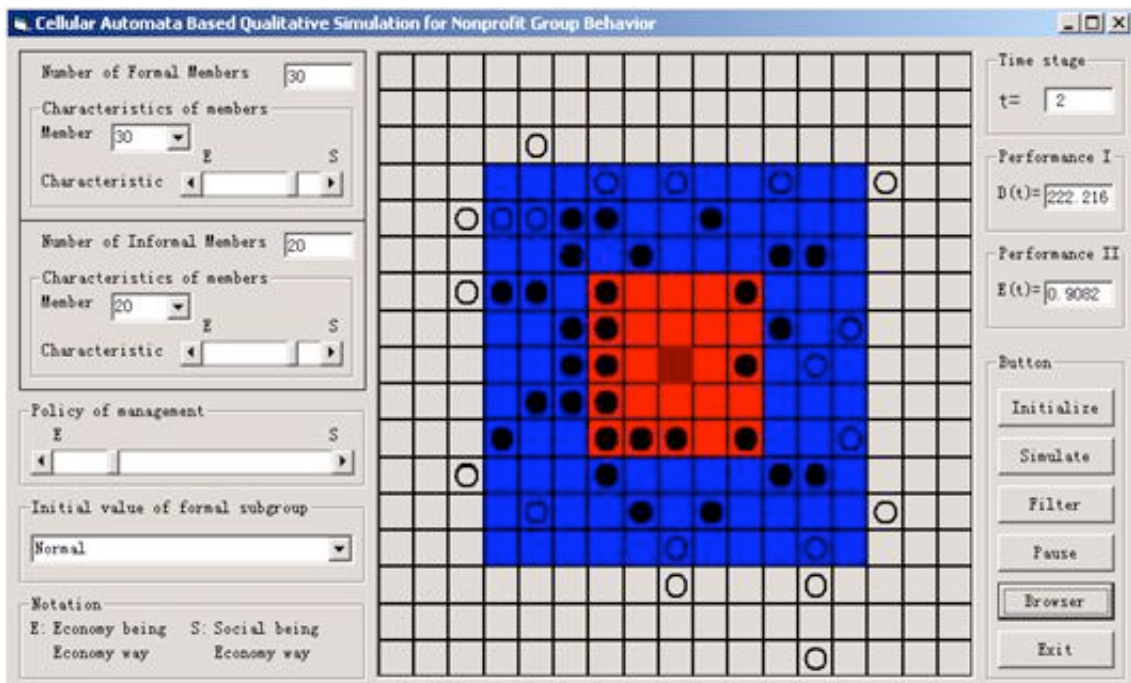 Cellular Automata Based Qualitative Simulation for Nonprofit Group Behavior
Number of Formal Members 30
Characteristics of members
Member 30
E S
Characteristic
Number of Informal Members 20
Characteristics of members
Member 20
E S
Characteristic
Policy of management
E S
Initial value of formal subgroup
Normal
Notation
E: Economy being S: Social being
Economy way Economy way
Time stage
t= 2
Performance I
D(t)= 222.216
Performance II
E(t)= 0.9082
Button
Initialize
Simulate
Filter
Pause
Browser
Exit